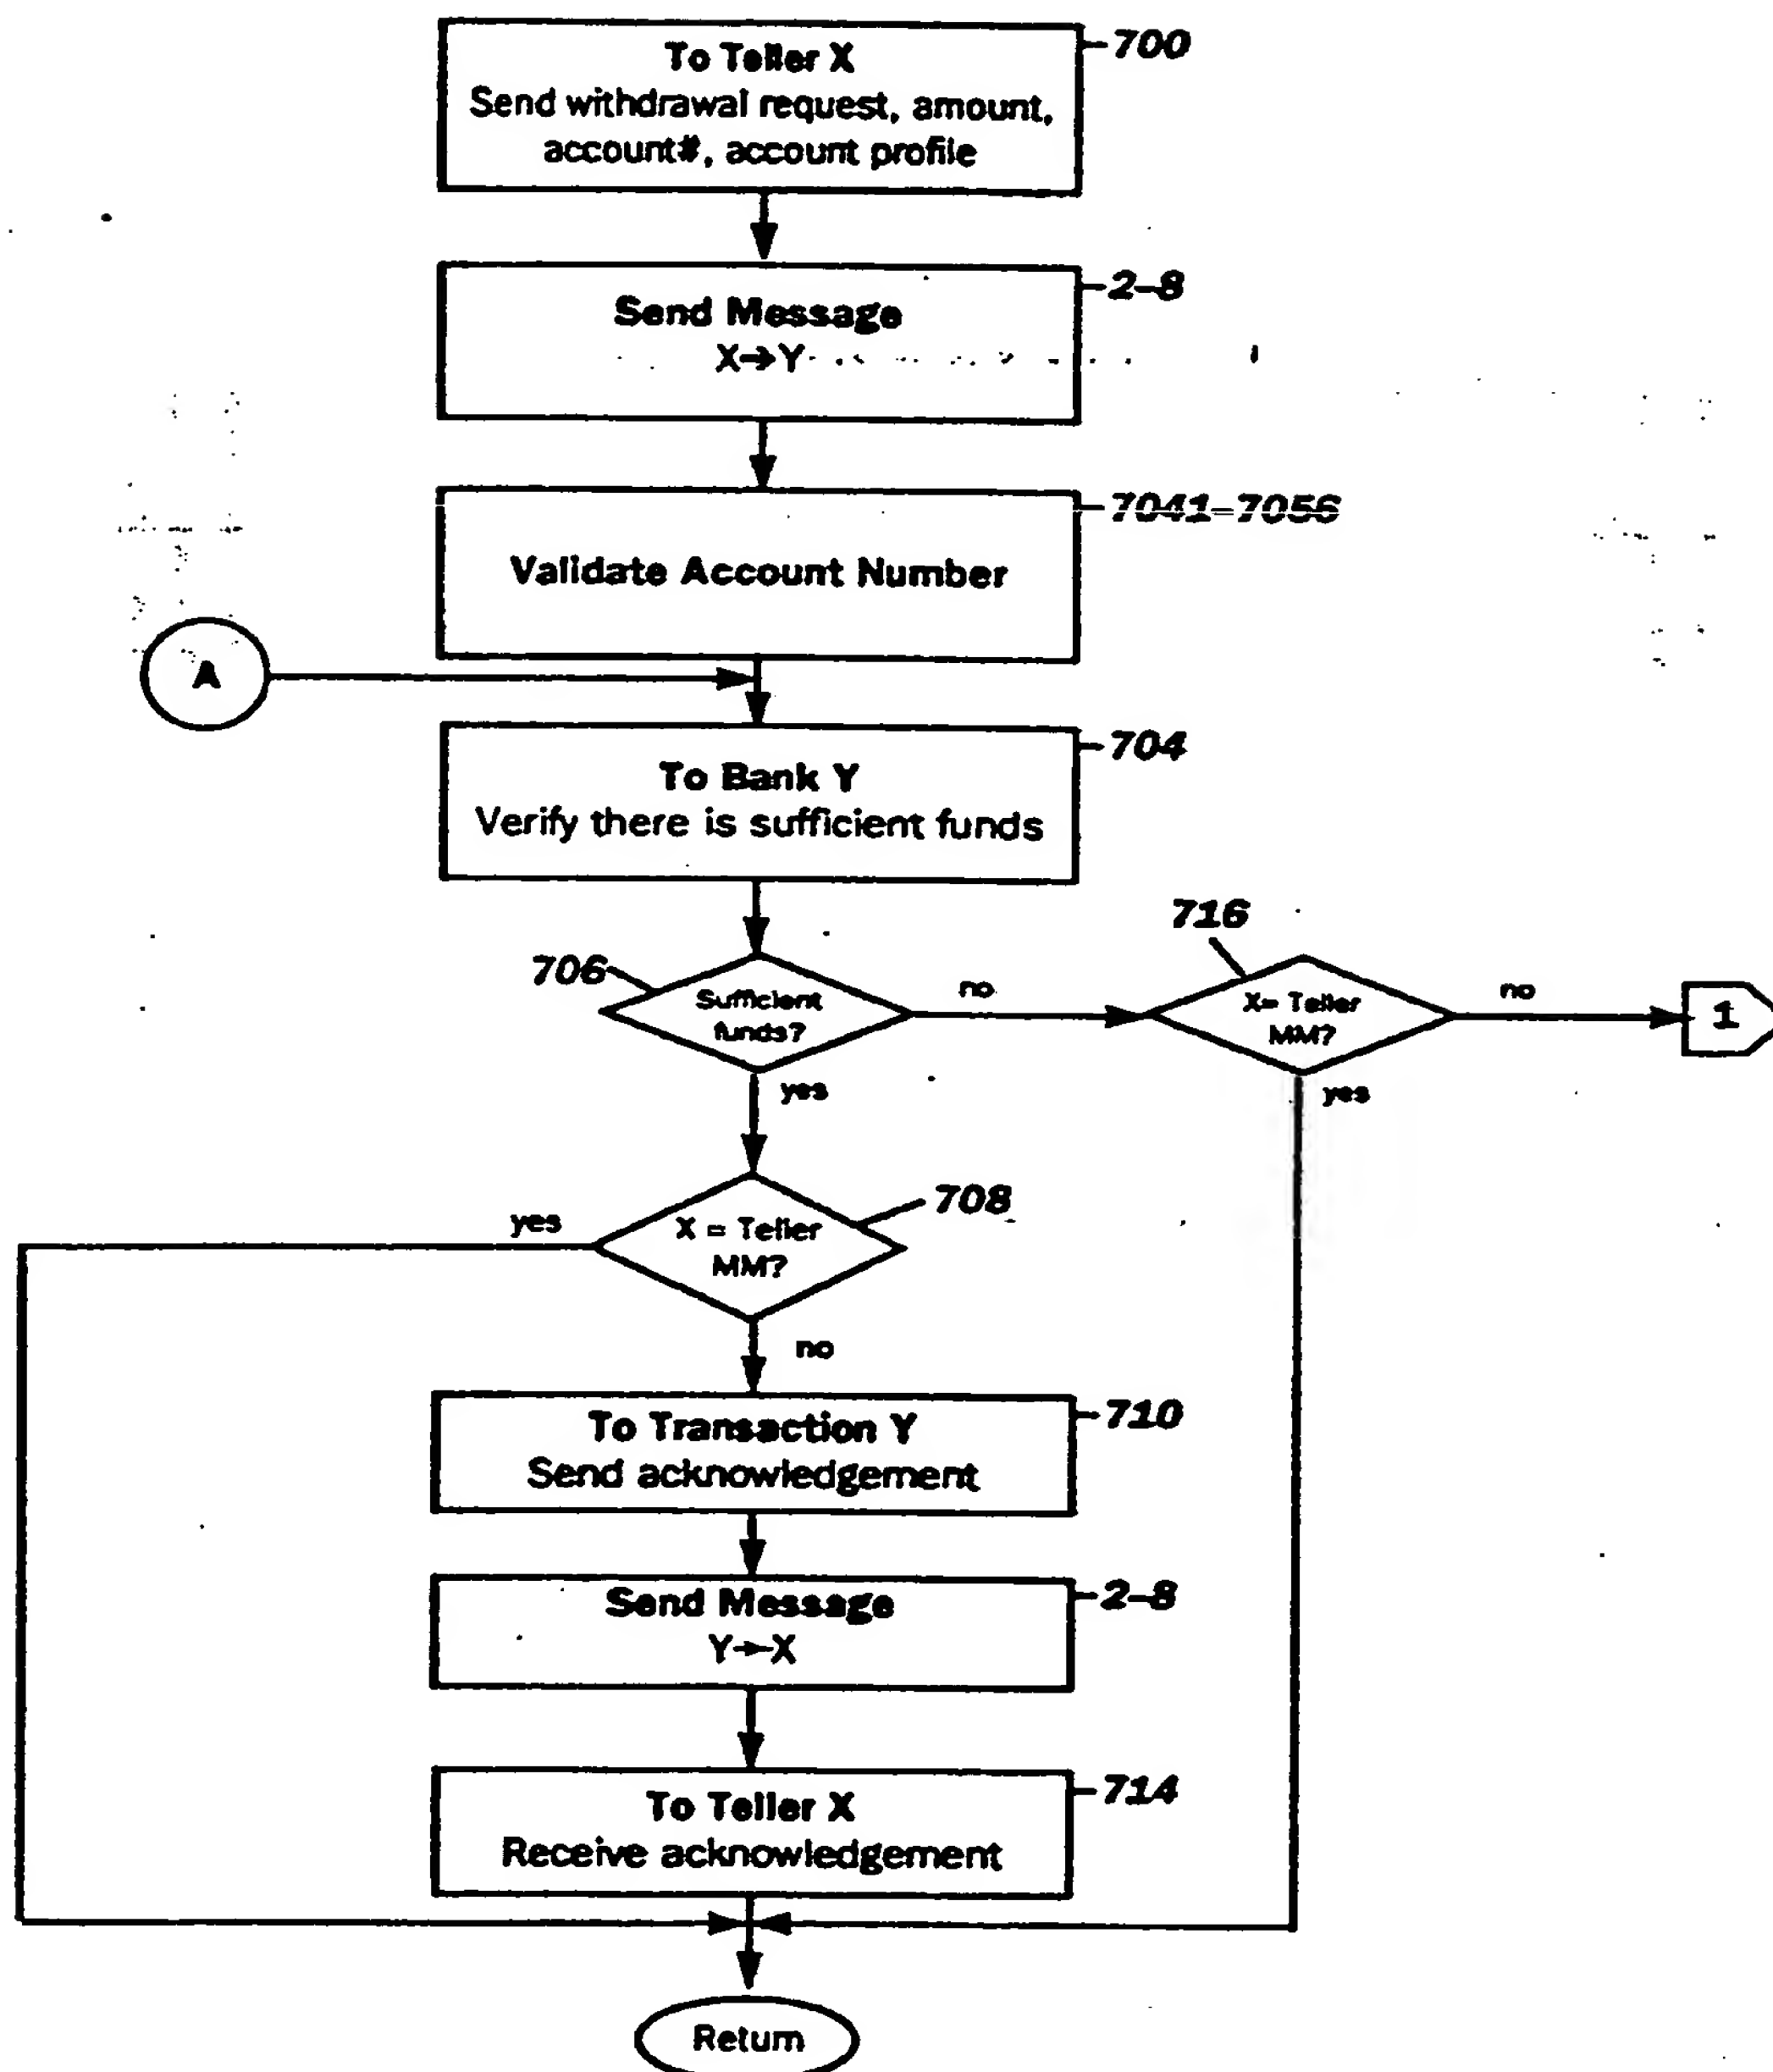 To Teller X
700
Send withdrawal request, amount,
account#, account profile
Send Message
2-8
X→Y
7041-7056
Validate Account Number
A
To Bank Y
704
Verify there is sufficient funds
706
Sufficient
funds?
no
716
X= Teller
MM?
no
1
yes
yes
708
X = Teller
MM?
yes
no
To Transaction Y
710
Send acknowledgement
Send Message
2-8
Y→X
To Teller X
714
Receive acknowledgement
Return